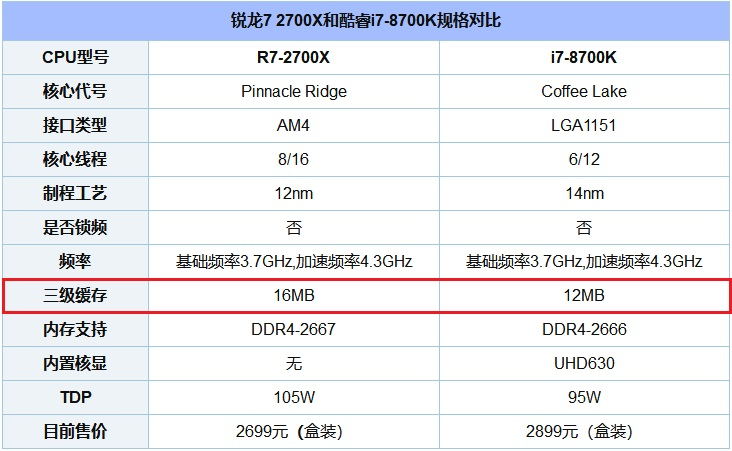 锐龙7 2700X和酷睿i7-8700K规格对比
CPU型号 R7-2700X i7-8700K
核心代号 Pinnacle Ridge Coffee Lake
接口类型 AM4 LGA1151
核心线程 8/16 6/12
制程工艺 12nm 14nm
是否锁频 否 否
频率 基础频率3.7GHz,加速频率4.3GHz 基础频率3.7GHz,加速频率4.3GHz
三级缓存 16MB 12MB
内存支持 DDR4-2667 DDR4-2666
内置核显 无 UHD630
TDP 105W 95W
目前售价 2699元（盒装) 2899元（盒装)